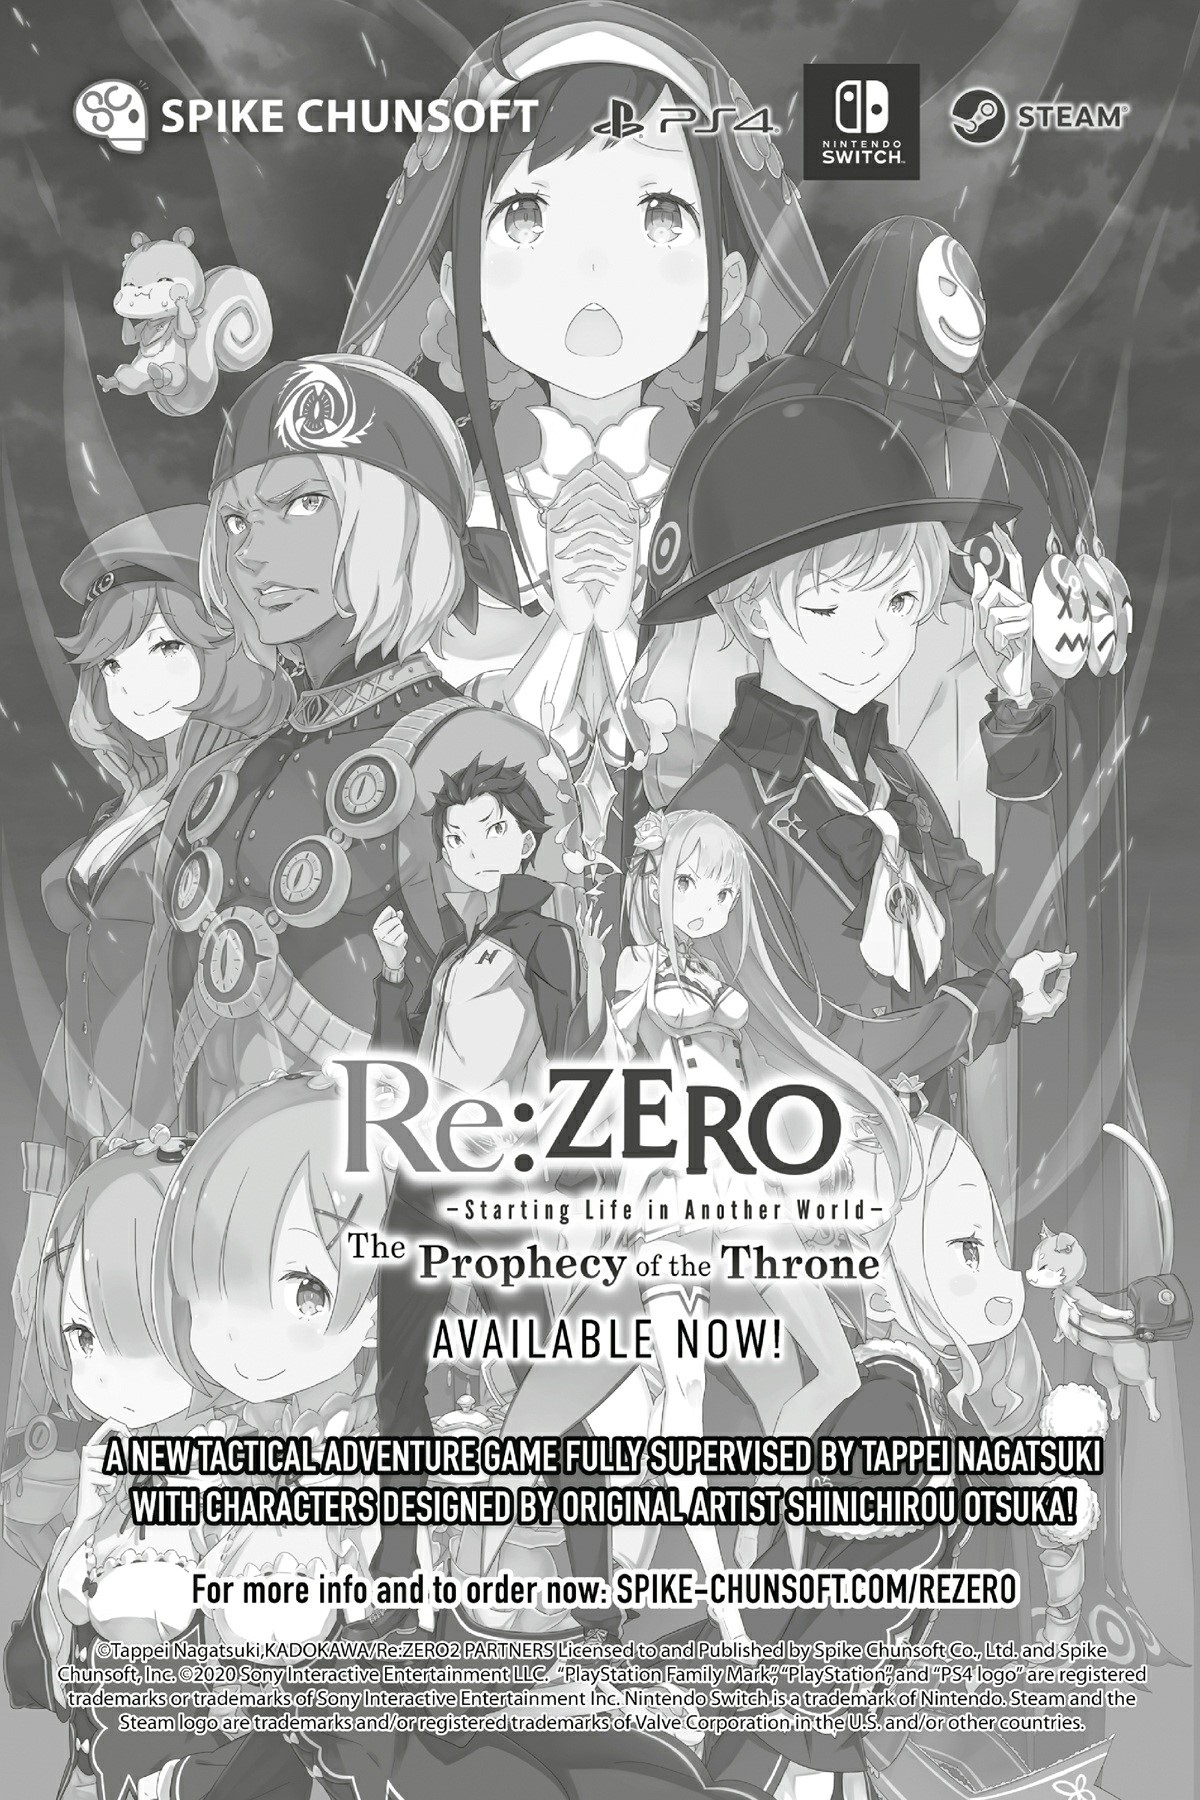 SPIKE CHUNSOFT
PS4
NINTENDO
SWITCH™
STEAM®
Re:ZERO
-Starting Life in Another World-
The Prophecy of the Throne
AVAILABLE NOW!
A NEW TACTICAL ADVENTURE GAME FULLY SUPERVISED BY TAPPEI NAGATSUKI
WITH CHARACTERS DESIGNED BY ORIGINAL ARTIST SHINICHIROU OTSUKA!
For more info and to order now: SPIKE-CHUNSOFT.COM/REZERO
©Tappei Nagatsuki,KADOKAWA/Re:ZERO2 PARTNERS Licensed to and Published by Spike Chunsoft Co., Ltd. and Spike
Chunsoft, Inc. ©2020 Sony Interactive Entertainment LLC. “PlayStation Family Mark”, “PlayStation”, and “PS4 logo” are registered
trademarks or trademarks of Sony Interactive Entertainment Inc. Nintendo Switch is a trademark of Nintendo. Steam and the
Steam logo are trademarks and/or registered trademarks of Valve Corporation in the U.S. and/or other countries.